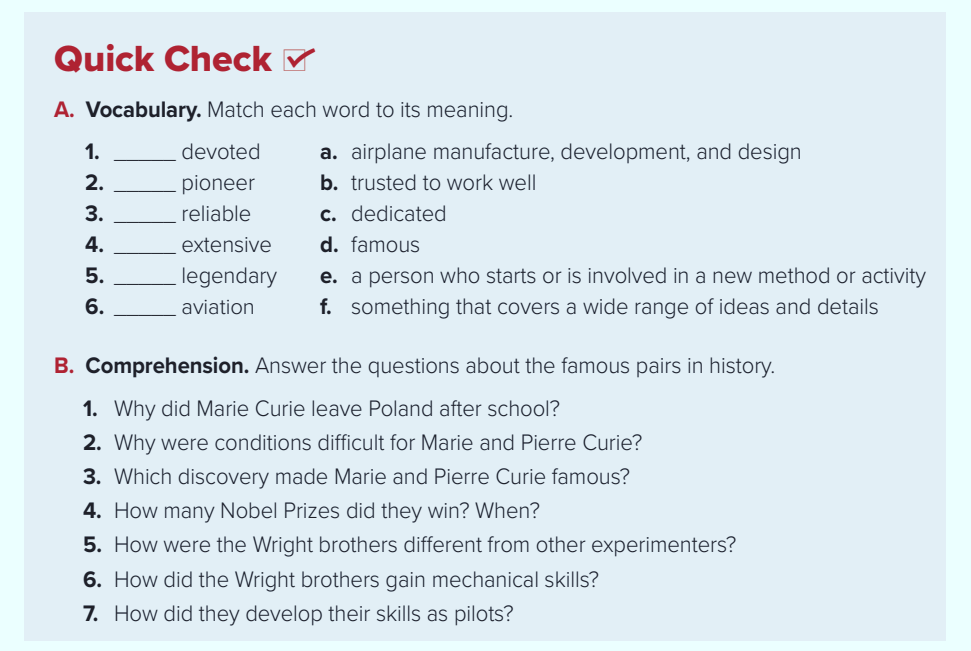 Quick Check
A. Vocabulary. Match each word to its meaning.
1. _____ devoted a. airplane manufacture, development, and design
2. _____ pioneer b. trusted to work well
3. _____ reliable c. dedicated
4. _____ extensive d. famous
5. _____ legendary e. a person who starts or is involved in a new method or activity
6. _____ aviation f. something that covers a wide range of ideas and details
B. Comprehension. Answer the questions about the famous pairs in history.
1. Why did Marie Curie leave Poland after school?
2. Why were conditions difficult for Marie and Pierre Curie?
3. Which discovery made Marie and Pierre Curie famous?
4. How many Nobel Prizes did they win? When?
5. How were the Wright brothers different from other experimenters?
6. How did the Wright brothers gain mechanical skills?
7. How did they develop their skills as pilots?